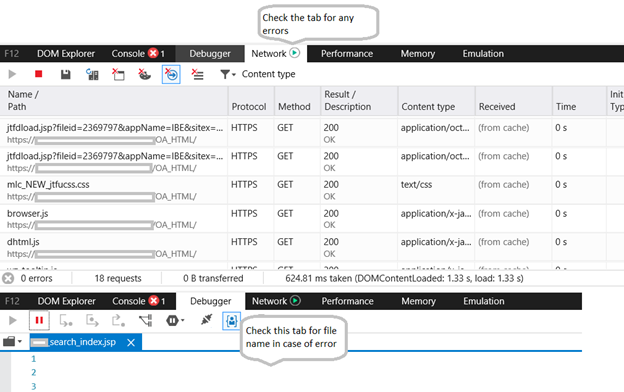 Check the tab for any
errors
F12 DOM Explorer Console 1 Debugger Network Performance Memory Emulation
Content type
Name / Path Protocol Method Result / Description Content type Received Time Init Typ
jtfdload.jsp?fileid=2369797&appName=IBE&sitex=... HTTPS GET 200 application/oct... (from cache) 0 s
https:// OA_HTML/ OK
jtfdload.jsp?fileid=2369797&appName=IBE&sitex=... HTTPS GET 200 application/oct... (from cache) 0 s
https:// /OA_HTML/ OK
mlc_NEW_jtfucss.css HTTPS GET 200 text/css (from cache) 0 s
https:// OA_HTML/ OK
browser.js HTTPS GET 200 application/x-ja... (from cache) 0 s
https:// /OA_HTML/ OK
dhtml.js HTTPS GET 200 application/x-ja... (from cache) 0 s
https:// /OA_HTML/ OK
0 errors 18 requests 0 B transferred 624.81 ms taken (DOMContentLoaded: 1.33 s, load: 1.33 s)
F12 DOM Explorer Console 1 Debugger Network Performance Memory Emulation
Check this tab for file
name in case of error
_search_index.jsp
1
2
3